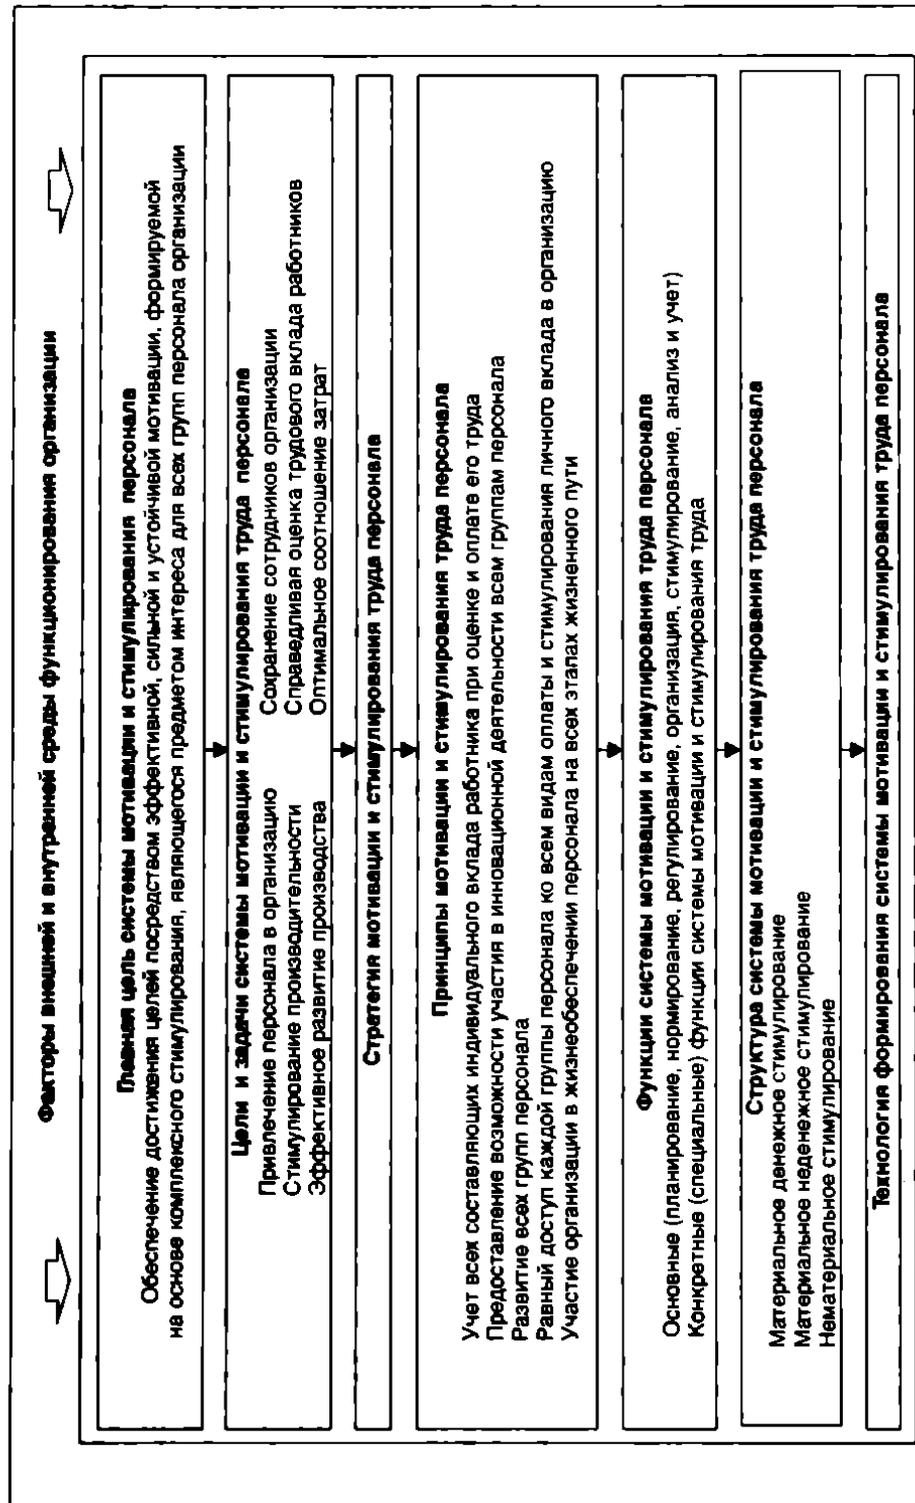 Факторы внешней и внутренней среды функционирования организации
Главная цель системы мотивации и стимулирования персонала
Обеспечение достижения целей посредством эффективной, сильной и устойчивой мотивации, формируемой
на основе комплексного стимулирования, являющегося предметом интереса для всех групп персонала организации
Цели и задачи системы мотивации и стимулирования труда персонала
Привлечение персонала в организацию
Стимулирование производительности
Эффективное развитие производства
Сохранение сотрудников организации
Справедливая оценка трудового вклада работников
Оптимальное соотношение затрат
Стратегия мотивации и стимулирования труда персонала
Принципы мотивации и стимулирования труда персонала
Учет всех составляющих индивидуального вклада работника при оценке и оплате его труда
Предоставление возможности участия в инновационной деятельности всем группам персонала
Развитие всех групп персонала
Равный доступ каждой группы персонала ко всем видам оплаты и стимулирования личного вклада в организацию
Участие организации в жизнеобеспечении персонала на всех этапах жизненного пути
Функции системы мотивации и стимулирования труда персонала
Основные (планирование, нормирование, регулирование, организация, стимулирование, анализ и учет)
Конкретные (специальные) функции системы мотивации и стимулирования труда
Структура системы мотивации и стимулирования труда персонала
Материальное денежное стимулирование
Материальное неденежное стимулирование
Нематериальное стимулирование
Технология формирования системы мотивации и стимулирования труда персонала